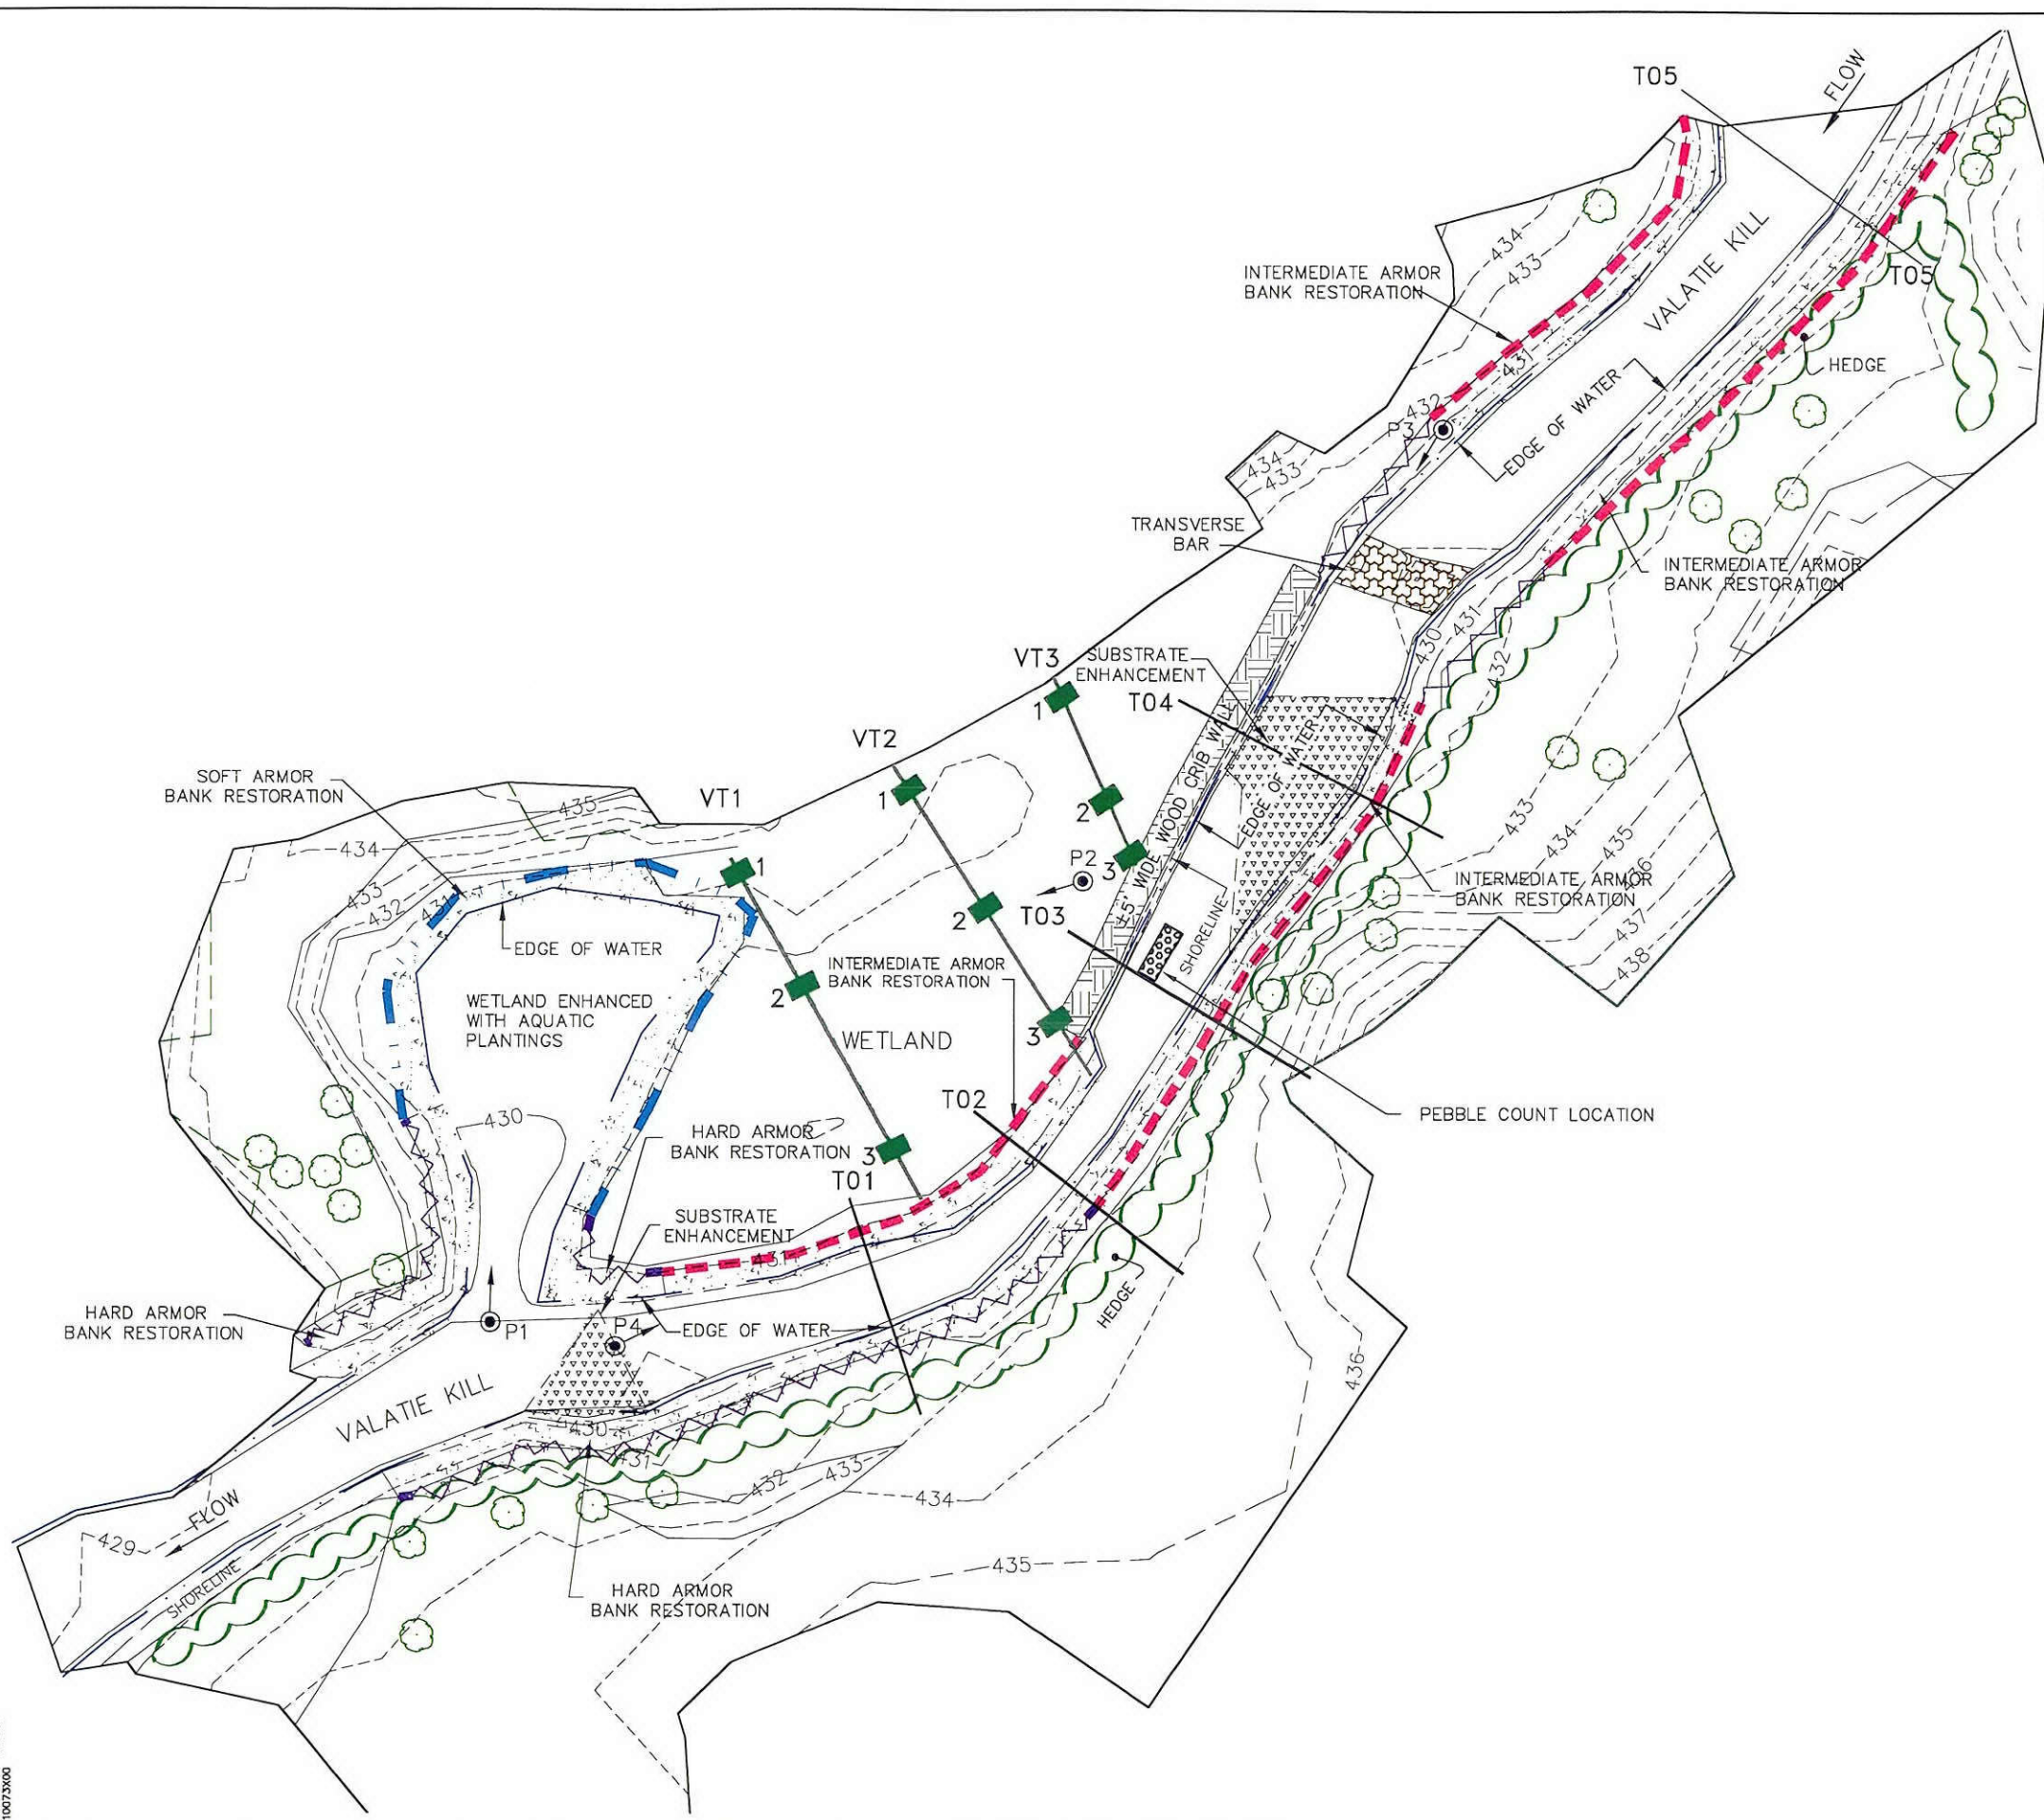 T05
FLOW
INTERMEDIATE ARMOR
BANK RESTORATION
434
433
VALATIE KILL
T05
431
HEDGE
432
P3
EDGE OF WATER
434
433
TRANSVERSE
BAR
INTERMEDIATE ARMOR
BANK RESTORATION
430
431
432
VT3
SUBSTRATE
ENHANCEMENT
T04
1
VT2
SOFT ARMOR
BANK RESTORATION
VT1
435
1
2
EDGE OF WATER
433
434
435
436
437
438
434
433
432
431
1
P2
3
±5' WIDE WOOD CRIB WALL
INTERMEDIATE ARMOR
BANK RESTORATION
T03
2
SHORELINE
EDGE OF WATER
INTERMEDIATE ARMOR
BANK RESTORATION
2
WETLAND ENHANCED
WITH AQUATIC
PLANTINGS
WETLAND
3
T02
PEBBLE COUNT LOCATION
430
HARD ARMOR
BANK RESTORATION
3
T01
SUBSTRATE
ENHANCEMENT
431
HARD ARMOR
BANK RESTORATION
P1
P4
EDGE OF WATER
HEDGE
436
VALATIE KILL
430
431
432
433
434
FLOW
429
SHORELINE
435
HARD ARMOR
BANK RESTORATION
10073X00